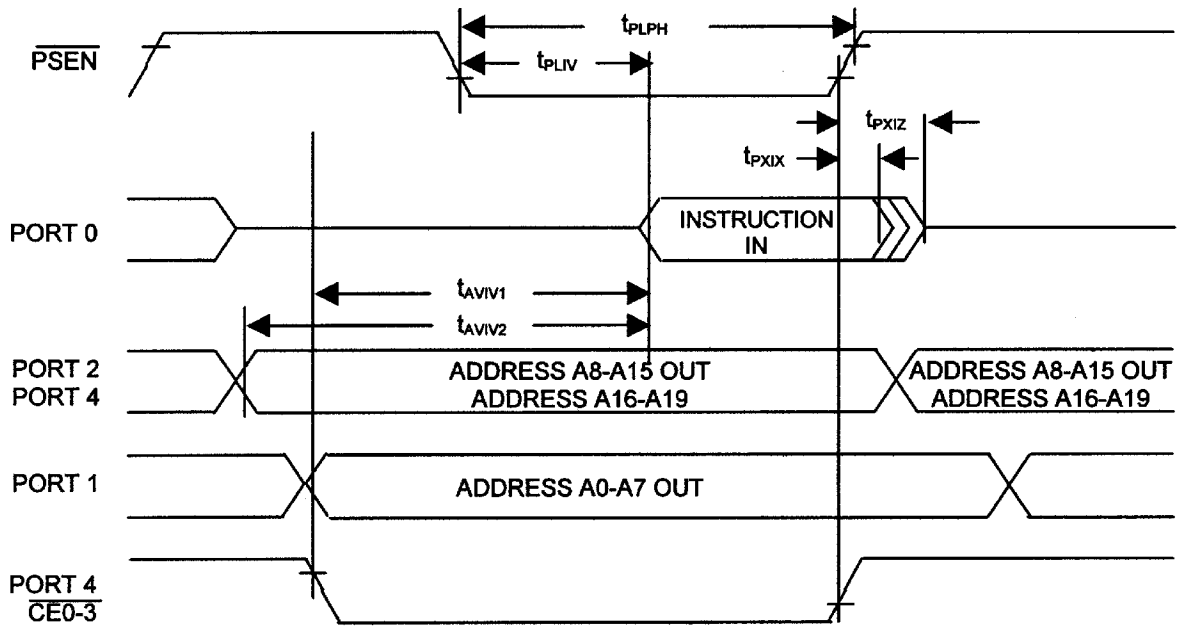 tPLPH
PSEN
tPLIV
tPXIZ
tPXIX
PORT 0
INSTRUCTION
IN
tAVIV1
tAVIV2
PORT 2
PORT 4
ADDRESS A8-A15 OUT
ADDRESS A16-A19
ADDRESS A8-A15 OUT
ADDRESS A16-A19
PORT 1
ADDRESS A0-A7 OUT
PORT 4
CE0-3